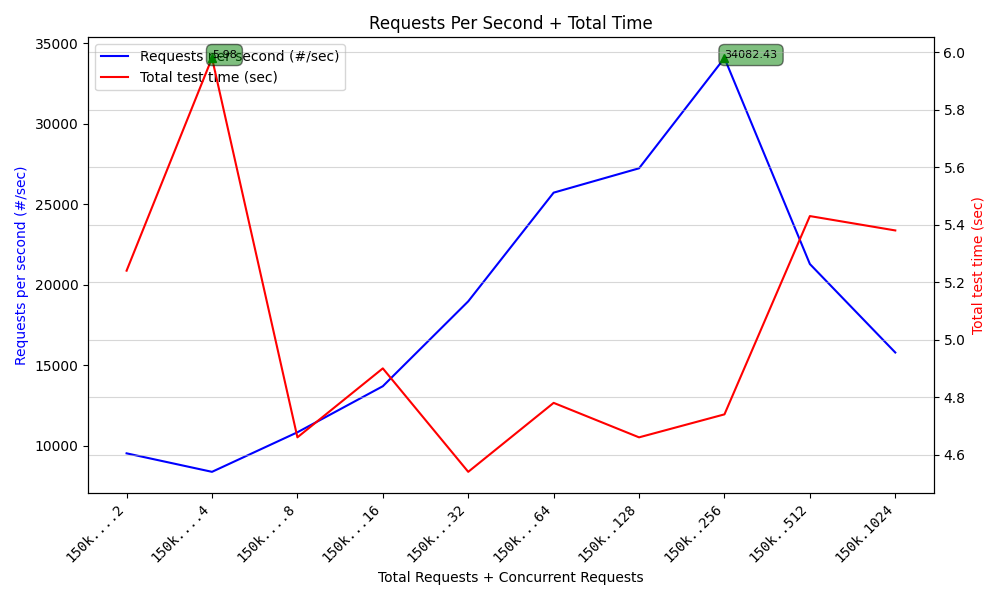 Requests Per Second + Total Time
Requests per second (#/sec)
Total test time (sec)
5.98
34082.43
35000
30000
25000
20000
15000
10000
Requests per second (#/sec)
6.0
5.8
5.6
5.4
5.2
5.0
4.8
4.6
Total test time (sec)
150k....2
150k....4
150k....8
150k...16
150k...32
150k...64
150k..128
150k..256
150k..512
150k.1024
Total Requests + Concurrent Requests